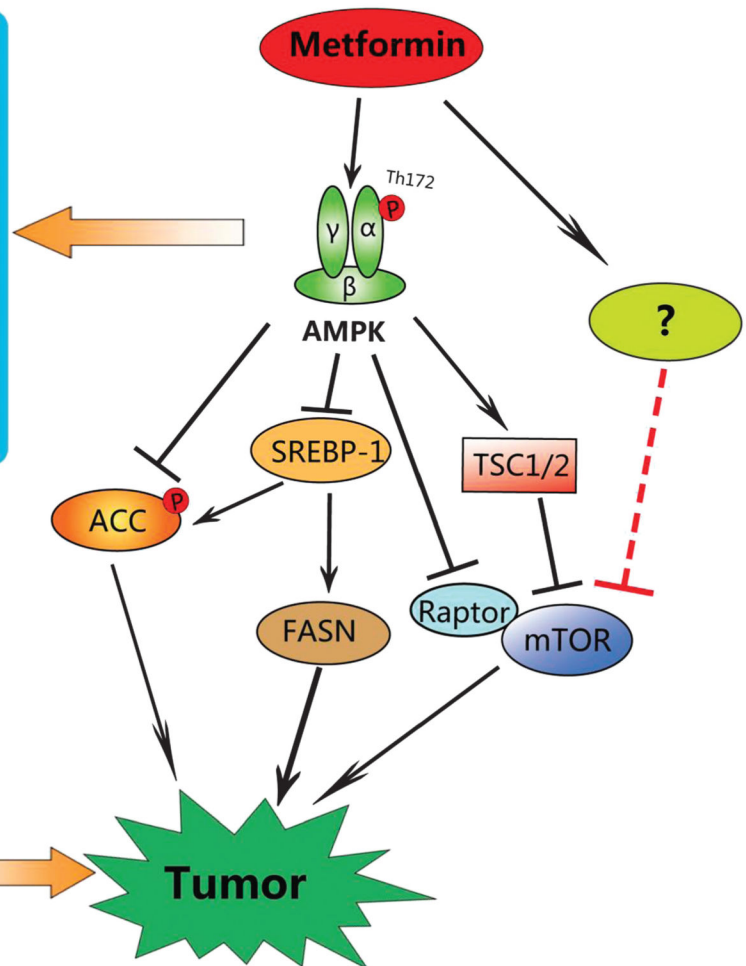 Metformin
Th172
P
γ
α
β
AMPK
?
SREBP-1
TSC1/2
P
ACC
Raptor
FASN
mTOR
Tumor